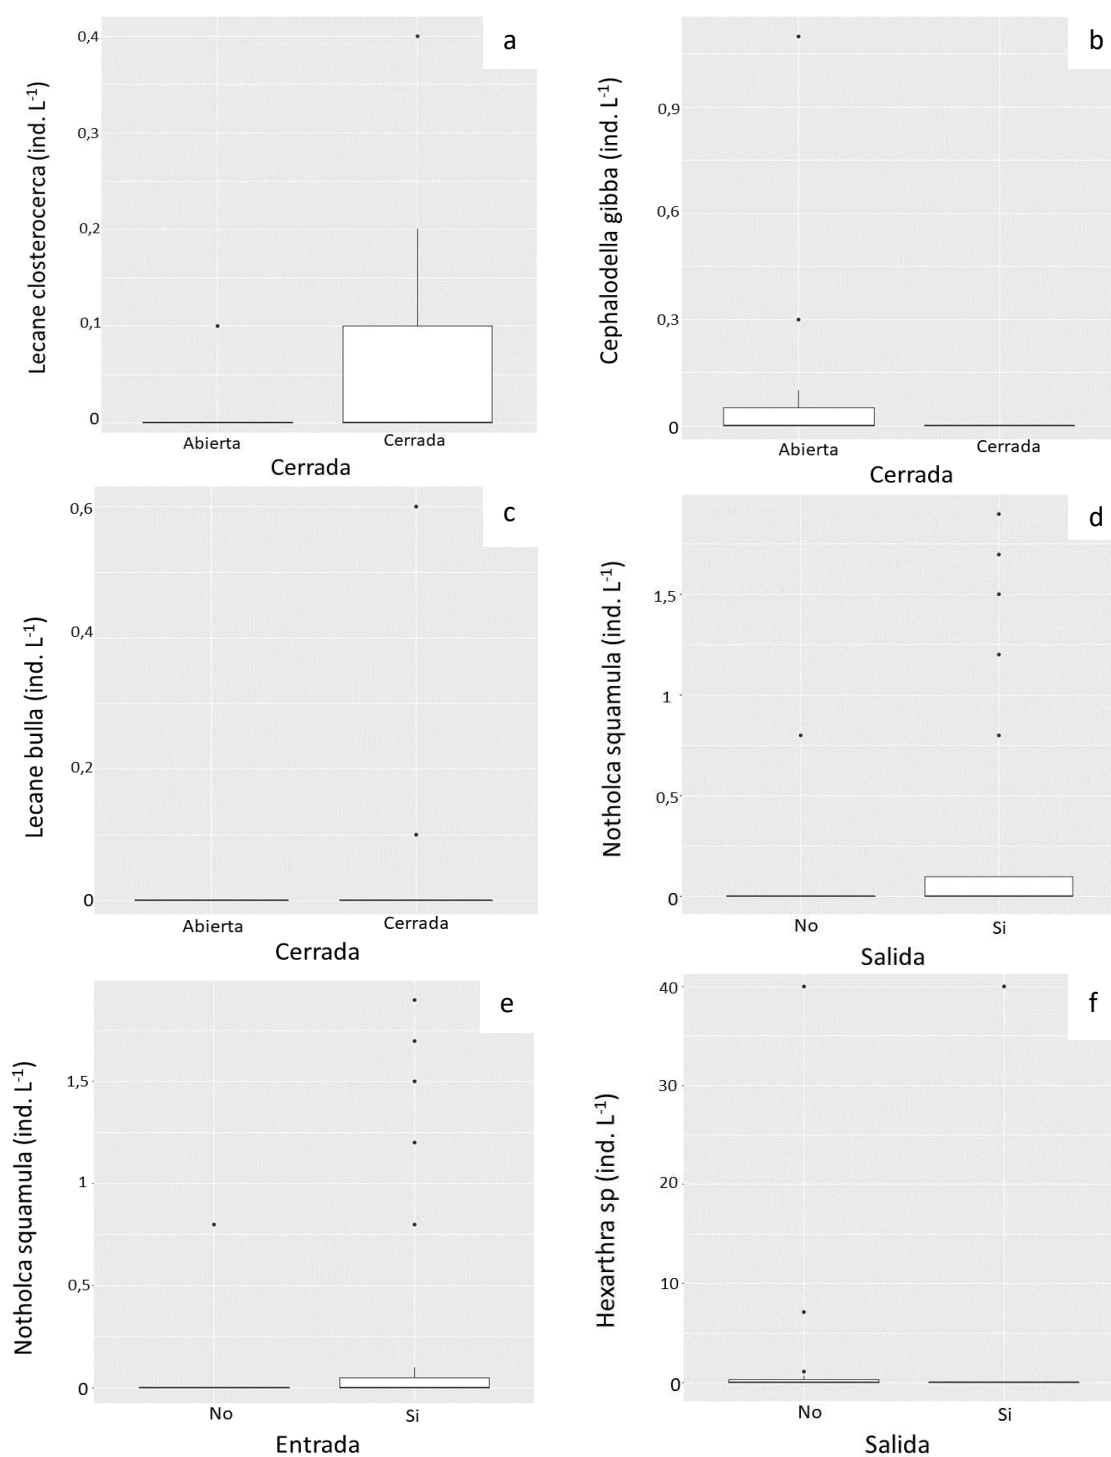 a
Lecane closterocerca (ind. L-1)
0,4
0,3
0,2
0,1
0
Abierta Cerrada
Cerrada
b
Cephalodella gibba (ind. L-1)
0,9
0,6
0,3
0
Abierta Cerrada
Cerrada
c
Lecane bulla (ind. L-1)
0,6
0,4
0,2
0
Abierta Cerrada
Cerrada
d
Notholca squamula (ind. L-1)
1,5
1
0,5
0
No Si
Salida
e
Notholca squamula (ind. L-1)
1,5
1
0,5
0
No Si
Entrada
f
Hexarthra sp (ind. L-1)
40
30
20
10
0
No Si
Salida